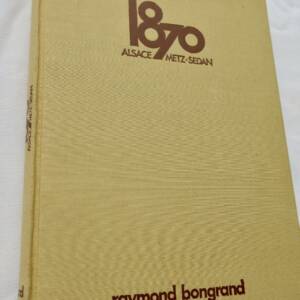 1870
ALSACE METZ-SEDAN
raymond bongrand